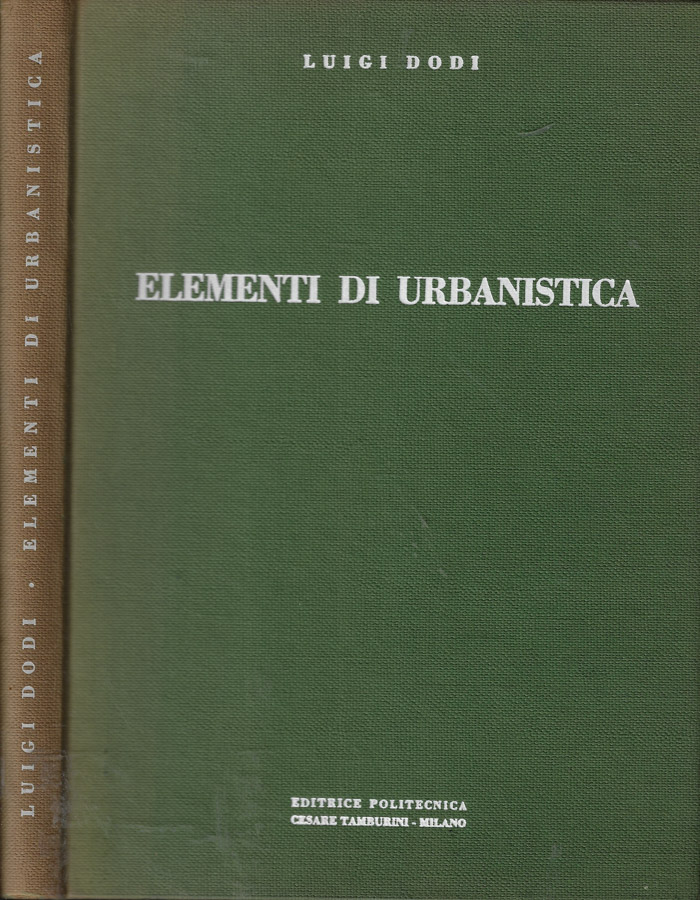 LUIGI DODI
ELEMENTI DI URBANISTICA
EDITRICE POLITECNICA
CESARE TAMBURINI - MILANO
LUIGI DODI • ELEMENTI DI URBANISTICA